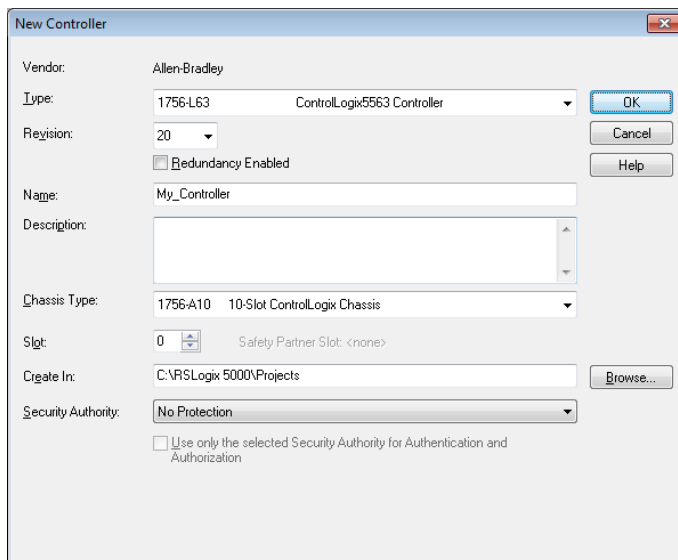 New Controller
Vendor: Allen-Bradley
Type: 1756-L63 ControlLogix5563 Controller OK
Revision: 20 Cancel
Redundancy Enabled Help
Name: My_Controller
Description:
Chassis Type: 1756-A10 10-Slot ControlLogix Chassis
Slot: 0 Safety Partner Slot: <none>
Create In: C:\RSLogix 5000\Projects Browse...
Security Authority: No Protection
Use only the selected Security Authority for Authentication and
Authorization